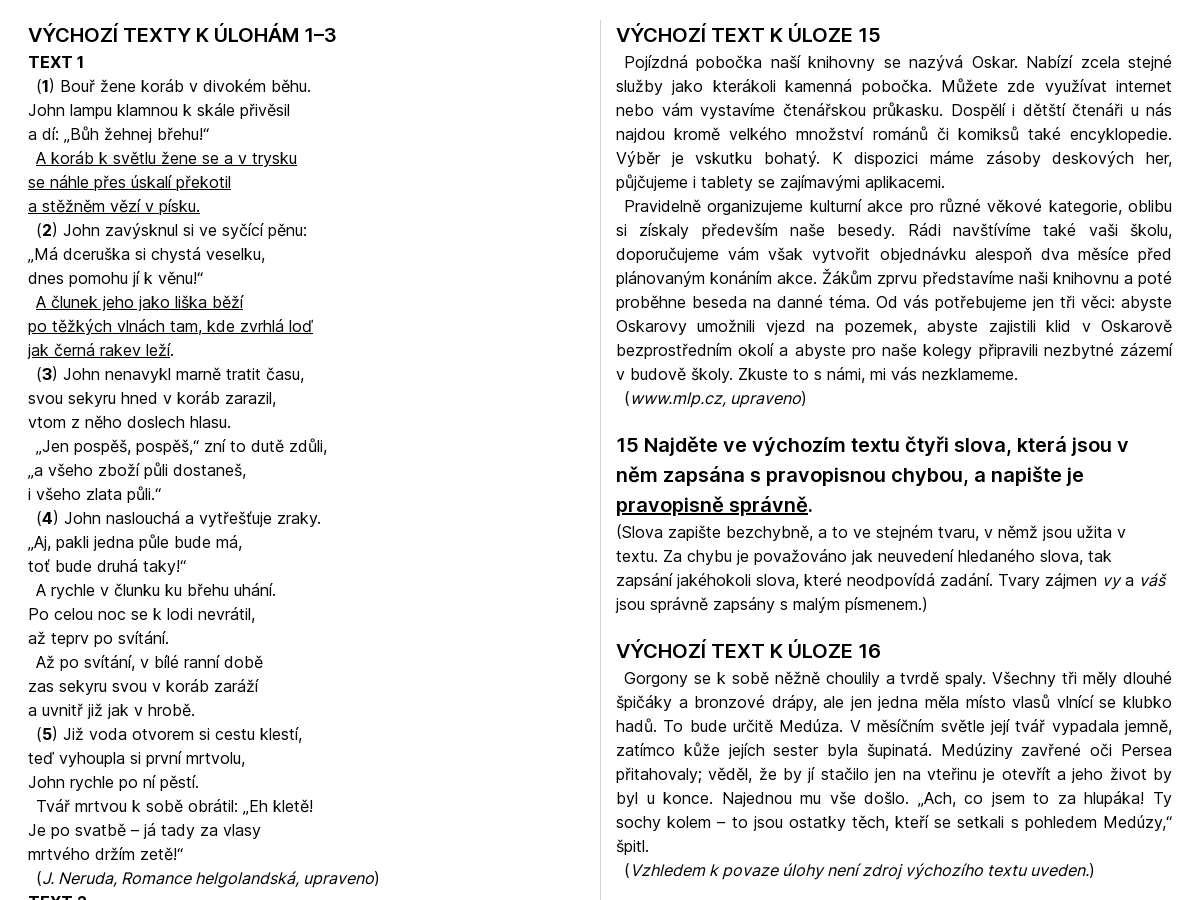 VÝCHOZÍ TEXTY K ÚLOHÁM 1–3
TEXT 1
(1) Bouř žene koráb v divokém běhu.
John lampu klamnou k skále přivěsil
a dí: „Bůh žehnej břehu!“
A koráb k světlu žene se a v trysku
se náhle přes úskalí překotil
a stěžněm vězí v písku.
(2) John zavýsknul si ve syčící pěnu:
„Má dceruška si chystá veselku,
dnes pomohu jí k věnu!“
A člunek jeho jako liška běží
po těžkých vlnách tam, kde zvrhlá loď
jak černá rakev leží.
(3) John nenavykl marně tratit času,
svou sekyru hned v koráb zarazil,
vtom z něho doslech hlasu.
„Jen pospěš, pospěš,“ zní to dutě zdůli,
„a všeho zboží půli dostaneš,
i všeho zlata půli.“
(4) John naslouchá a vytřešťuje zraky.
„Aj, pakli jedna půle bude má,
toť bude druhá taky!“
A rychle v člunku ku břehu uhání.
Po celou noc se k lodi nevrátil,
až teprv po svítání.
Až po svítání, v bílé ranní době
zas sekyru svou v koráb zaráží
a uvnitř již jak v hrobě.
(5) Již voda otvorem si cestu klestí,
teď vyhoupla si první mrtvolu,
John rychle po ní pěstí.
Tvář mrtvou k sobě obrátil: „Eh kletě!
Je po svatbě – já tady za vlasy
mrtvého držím zetě!“
(J. Neruda, Romance helgolandská, upraveno)
TEXT 2
VÝCHOZÍ TEXT K ÚLOZE 15
Pojízdná pobočka naší knihovny se nazývá Oskar. Nabízí zcela stejné
služby jako kterákoli kamenná pobočka. Můžete zde využívat internet
nebo vám vystavíme čtenářskou průkasku. Dospělí i dětští čtenáři u nás
najdou kromě velkého množství románů či komiksů také encyklopedie.
Výběr je vskutku bohatý. K dispozici máme zásoby deskových her,
půjčujeme i tablety se zajímavými aplikacemi.
Pravidelně organizujeme kulturní akce pro různé věkové kategorie, oblibu
si získaly především naše besedy. Rádi navštívíme také vaši školu,
doporučujeme vám však vytvořit objednávku alespoň dva měsíce před
plánovaným konáním akce. Žákům zprvu představíme naši knihovnu a poté
proběhne beseda na danné téma. Od vás potřebujeme jen tři věci: abyste
Oskarovy umožnili vjezd na pozemek, abyste zajistili klid v Oskarově
bezprostředním okolí a abyste pro naše kolegy připravili nezbytné zázemí
v budově školy. Zkuste to s námi, mi vás nezklameme.
(www.mlp.cz, upraveno)
15 Najděte ve výchozím textu čtyři slova, která jsou v
něm zapsána s pravopisnou chybou, a napište je
pravopisně správně.
(Slova zapište bezchybně, a to ve stejném tvaru, v němž jsou užita v
textu. Za chybu je považováno jak neuvedení hledaného slova, tak
zapsání jakéhokoli slova, které neodpovídá zadání. Tvary zájmen vy a váš
jsou správně zapsány s malým písmenem.)
VÝCHOZÍ TEXT K ÚLOZE 16
Gorgony se k sobě něžně choulily a tvrdě spaly. Všechny tři měly dlouhé
špičáky a bronzové drápy, ale jen jedna měla místo vlasů vlnící se klubko
hadů. To bude určitě Medúza. V měsíčním světle její tvář vypadala jemně,
zatímco kůže jejích sester byla šupinatá. Medúziny zavřené oči Persea
přitahovaly; věděl, že by jí stačilo jen na vteřinu je otevřít a jeho život by
byl u konce. Najednou mu vše došlo. „Ach, co jsem to za hlupáka! Ty
sochy kolem – to jsou ostatky těch, kteří se setkali s pohledem Medúzy,“
špitl.
(Vzhledem k povaze úlohy není zdroj výchozího textu uveden.)